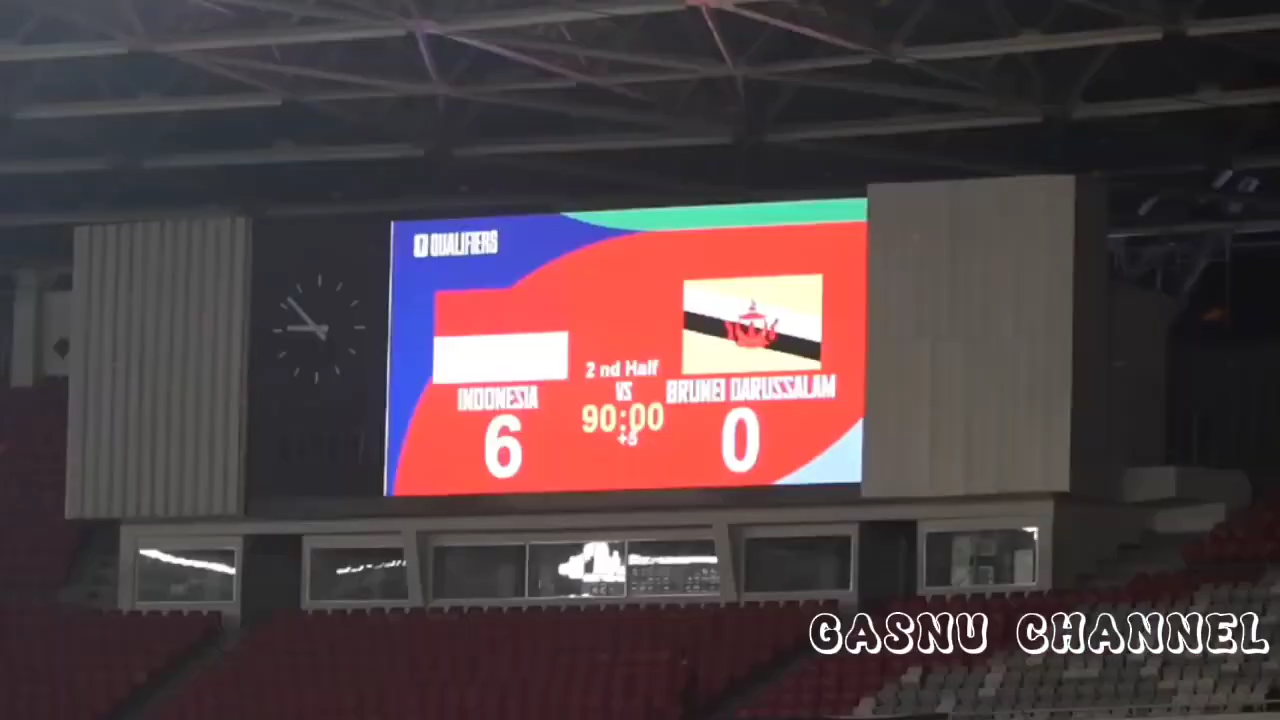 QUALIFIERS
2 nd Half
INDONESIA
VS
BRUNEI DARUSSALAM
6
90:00
0
+5
GASNU CHANNEL